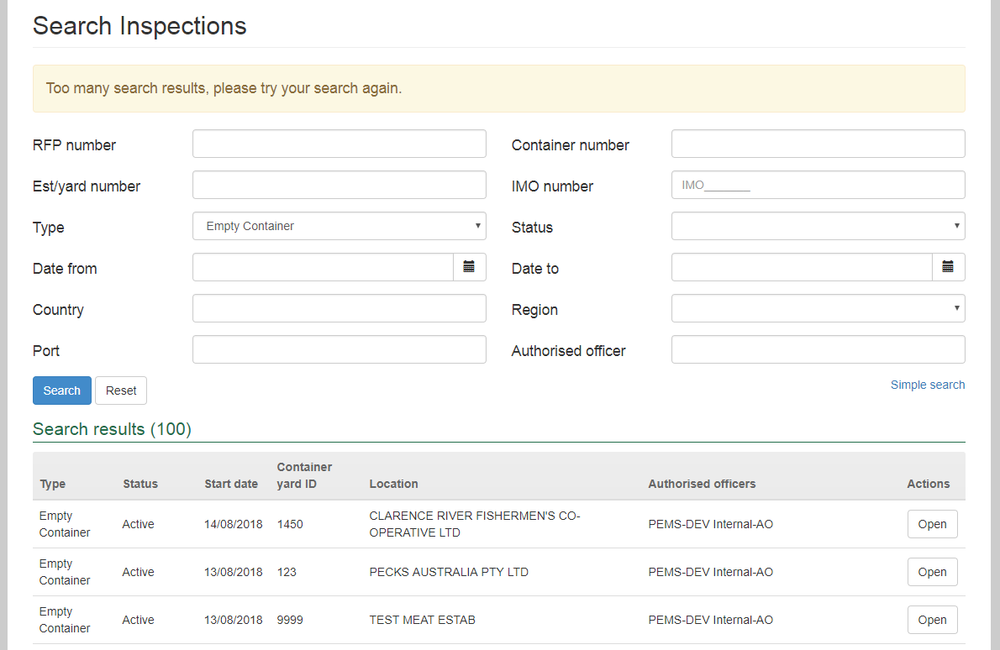 Search Inspections
Too many search results, please try your search again.
RFP number Container number
Est/yard number IMO number IMO_______
Type Empty Container Status
Date from Date to
Country Region
Port Authorised officer
Search Reset Simple search
Search results (100)
Type Status Start date Container yard ID Location Authorised officers Actions
Empty Container Active 14/08/2018 1450 CLARENCE RIVER FISHERMEN'S CO-OPERATIVE LTD PEMS-DEV Internal-AO Open
Empty Container Active 13/08/2018 123 PECKS AUSTRALIA PTY LTD PEMS-DEV Internal-AO Open
Empty Container Active 13/08/2018 9999 TEST MEAT ESTAB PEMS-DEV Internal-AO Open